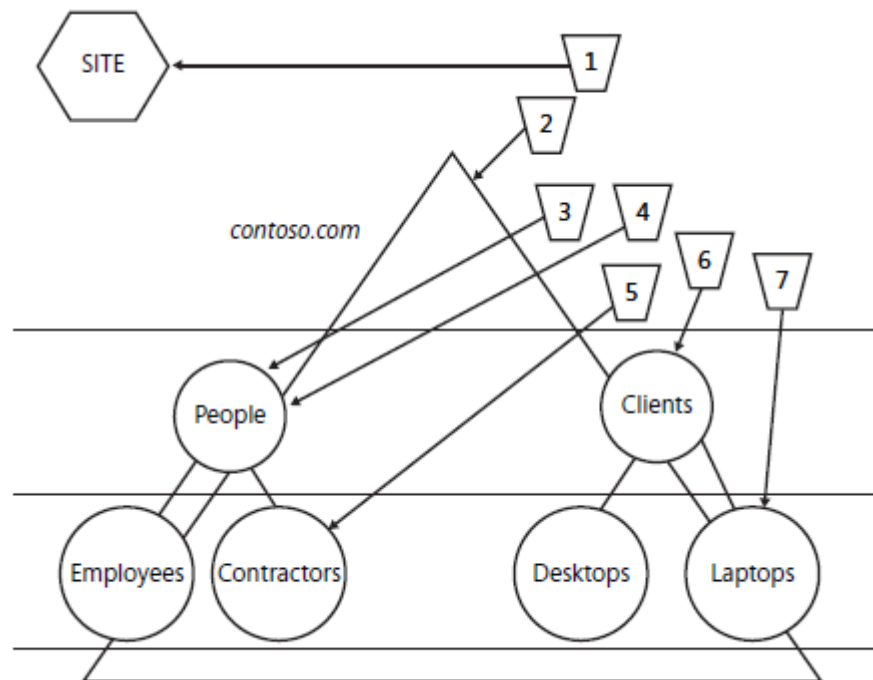 SITE
1
2
contoso.com
3
4
5
6
7
People
Clients
Employees
Contractors
Desktops
Laptops